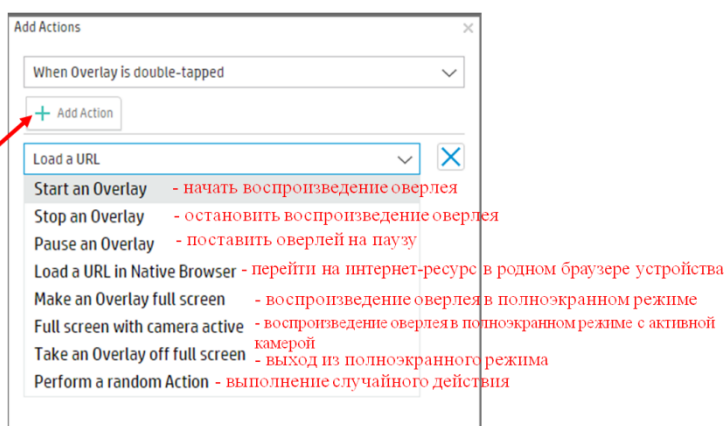 Add Actions
When Overlay is double-tapped
Add Action
Load a URL
Start an Overlay - начать воспроизведение оверлея
Stop an Overlay - остановить воспроизведение оверлея
Pause an Overlay - поставить оверлей на паузу
Load a URL in Native Browser - перейти на интернет-ресурс в родном браузере устройства
Make an Overlay full screen - воспроизведение оверлея в полноэкранном режиме
Full screen with camera active - воспроизведение оверлея в полноэкранном режиме с активной
камерой
Take an Overlay off full screen - выход из полноэкранного режима
Perform a random Action - выполнение случайного действия